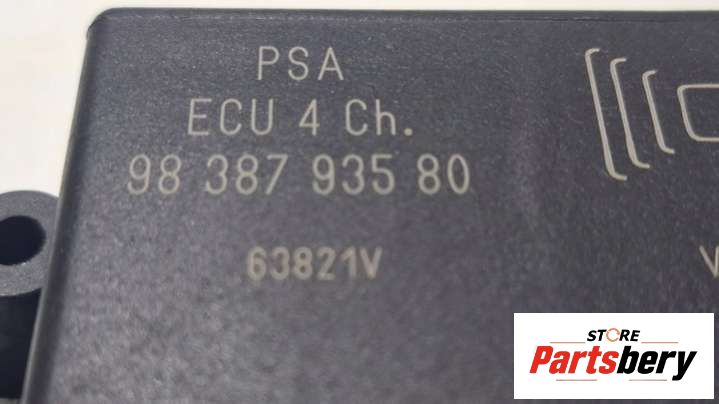 PSA
ECU 4 Ch.
98 387 935 80
63821V
STORE
Partsbery